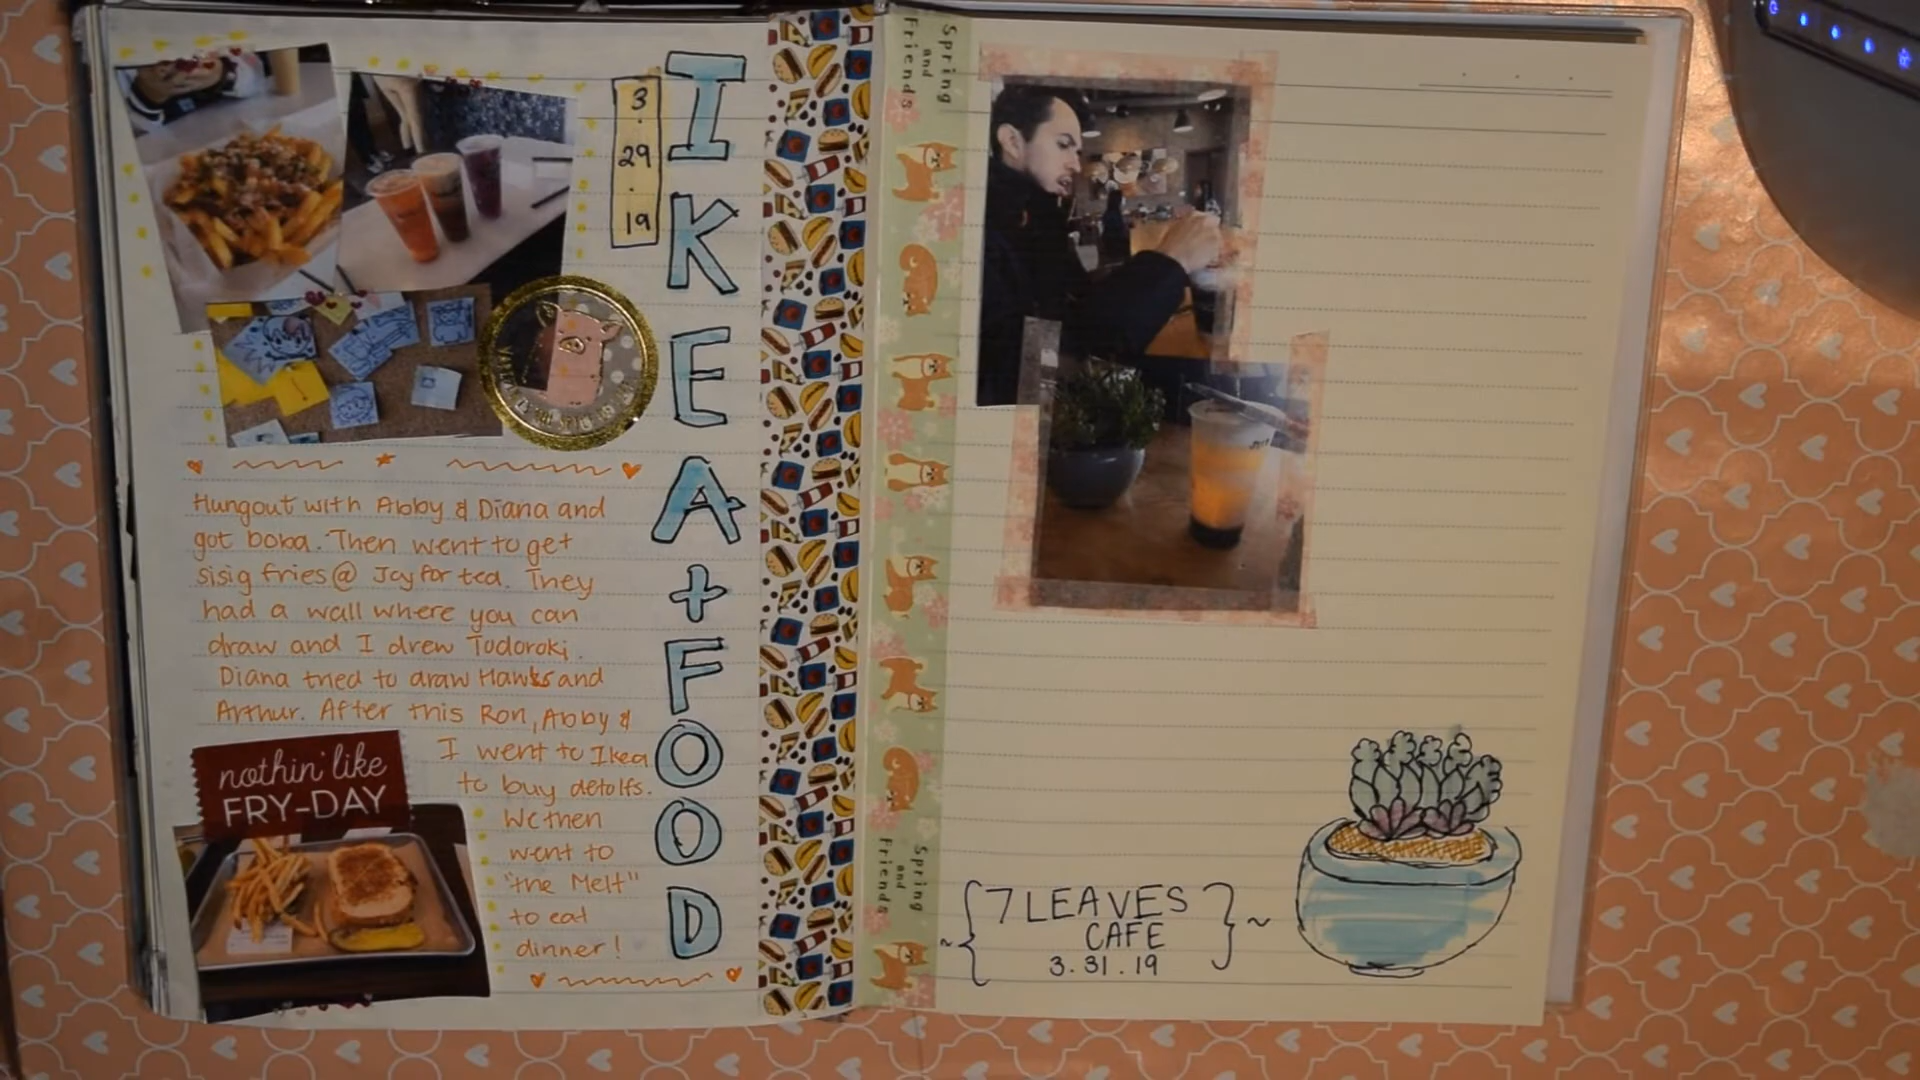 3.
29
.
19
IKEA+FOOD
Hungout with Abby & Diana and
got boba. Then went to get
sisig fries @ Joy for tea. They
had a wall where you can
draw and I drew Todoroki.
Diana tried to draw Hawks and
Arthur. After this Ron, Abby &
I went to Ikea
to buy detolfs.
We then
went to
"the Melt"
to eat
dinner!
nothin' like
FRY-DAY
Spring
and
Friends
Spring
and
Friends
~{7 LEAVES}~
CAFE
3.31.19